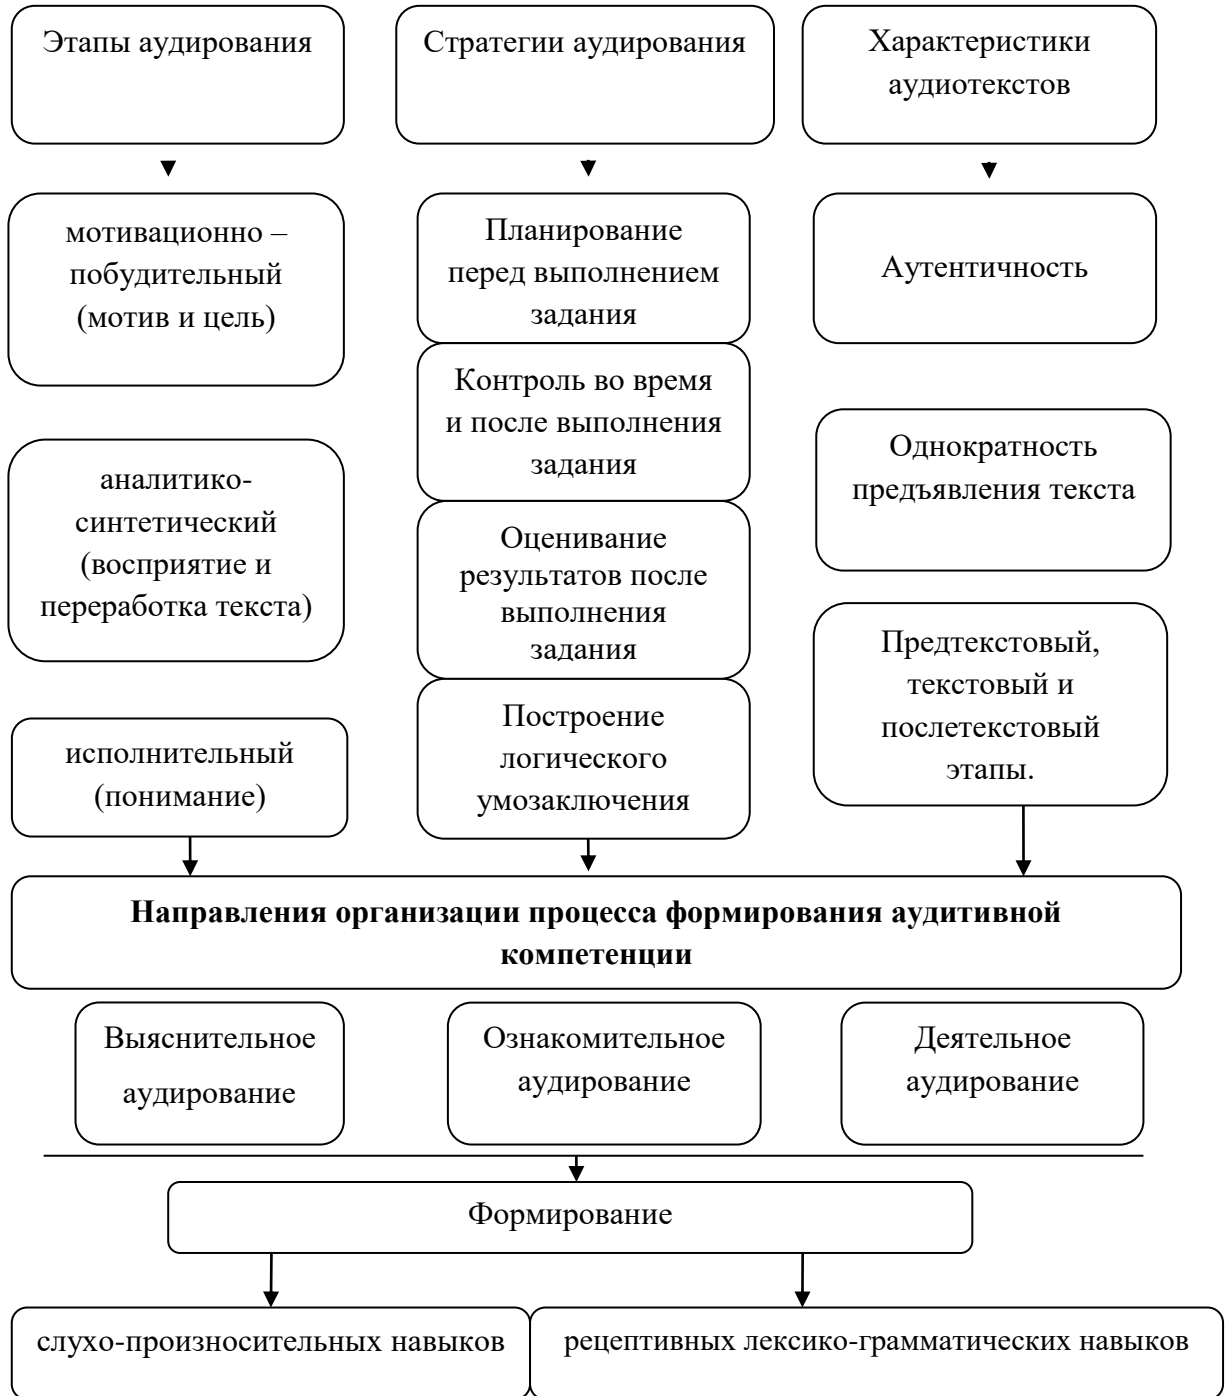 Этапы аудирования
Стратегии аудирования
Характеристики
аудиотекстов
мотивационно –
побудительный
(мотив и цель)
аналитико-
синтетический
(восприятие и
переработка текста)
исполнительный
(понимание)
Планирование
перед выполнением
задания
Контроль во время
и после выполнения
задания
Оценивание
результатов после
выполнения
задания
Построение
логического
умозаключения
Аутентичность
Однократность
предъявления текста
Предтекстовый,
текстовый и
послетекстовый
этапы.
Направления организации процесса формирования аудитивной
компетенции
Выяснительное
аудирование
Ознакомительное
аудирование
Деятельное
аудирование
Формирование
слухо-произносительных навыков
рецептивных лексико-грамматических навыков